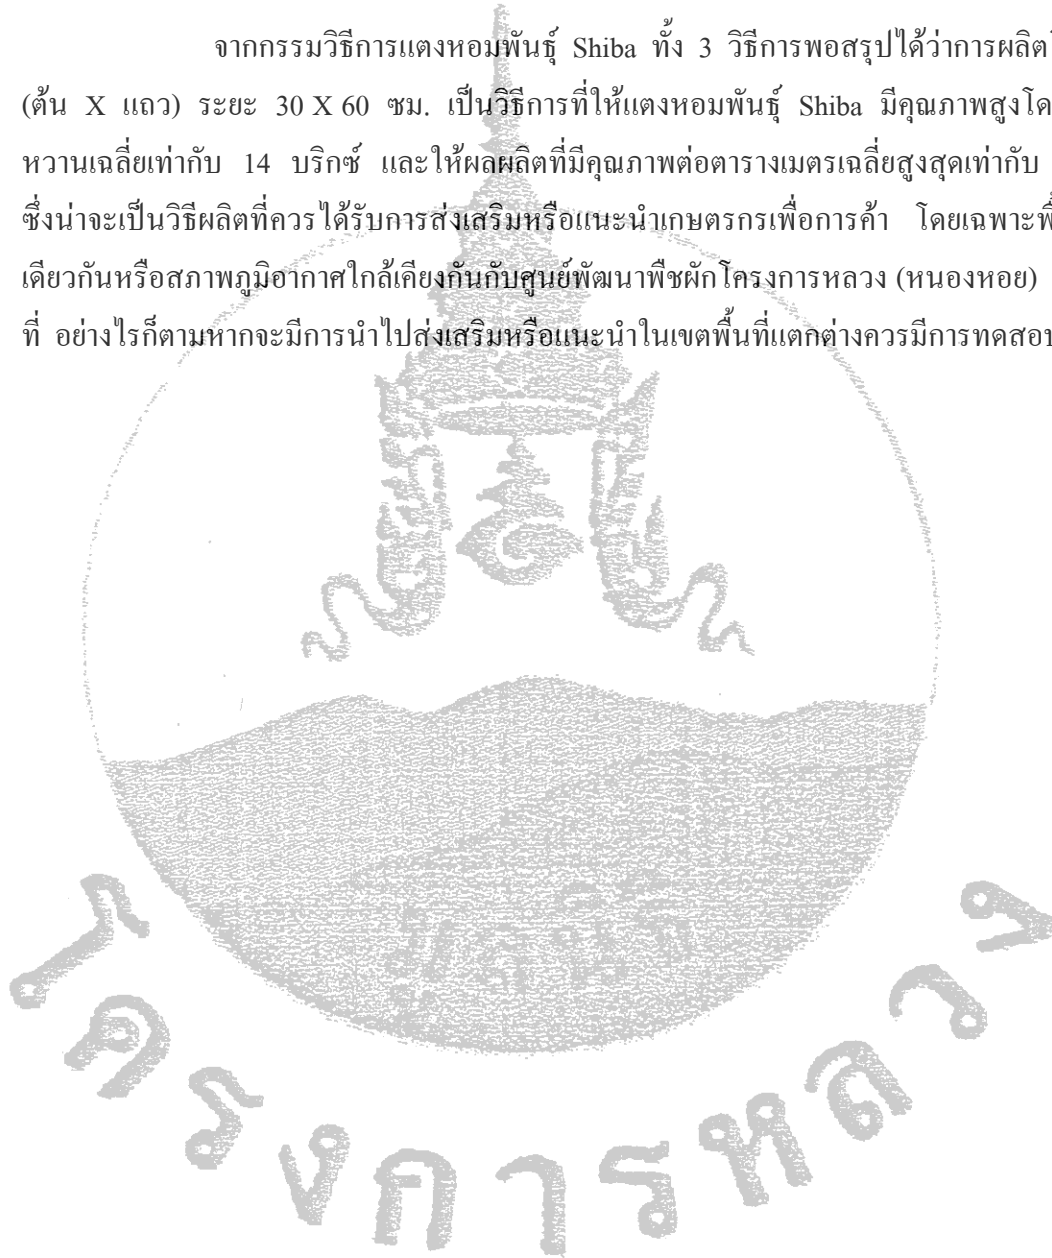 จากกรรมวิธีการแตงหอมพันธุ์ Shiba ทั้ง 3 วิธีการพอสรุปได้ว่าการผลิต
(ต้น X แถว) ระยะ 30 X 60 ซม. เป็นวิธีการที่ให้แตงหอมพันธุ์ Shiba มีคุณภาพสูงโด
หวานเฉลี่ยเท่ากับ 14 บริกซ์ และให้ผลผลิตที่มีคุณภาพต่อตารางเมตรเฉลี่ยสูงสุดเท่ากับ
ซึ่งน่าจะเป็นวิธีผลิตที่ควรได้รับการส่งเสริมหรือแนะนำเกษตรกรเพื่อการค้า โดยเฉพาะพื้
เดียวกันหรือสภาพภูมิอากาศใกล้เคียงกันกับศูนย์พัฒนาพืชผักโครงการหลวง (หนองหอย)
ที่ อย่างไรก็ตามหากจะมีการนำไปส่งเสริมหรือแนะนำในเขตพื้นที่แตกต่างควรมีการทดสอบ
มูลนิธิ
โครงการหลวง